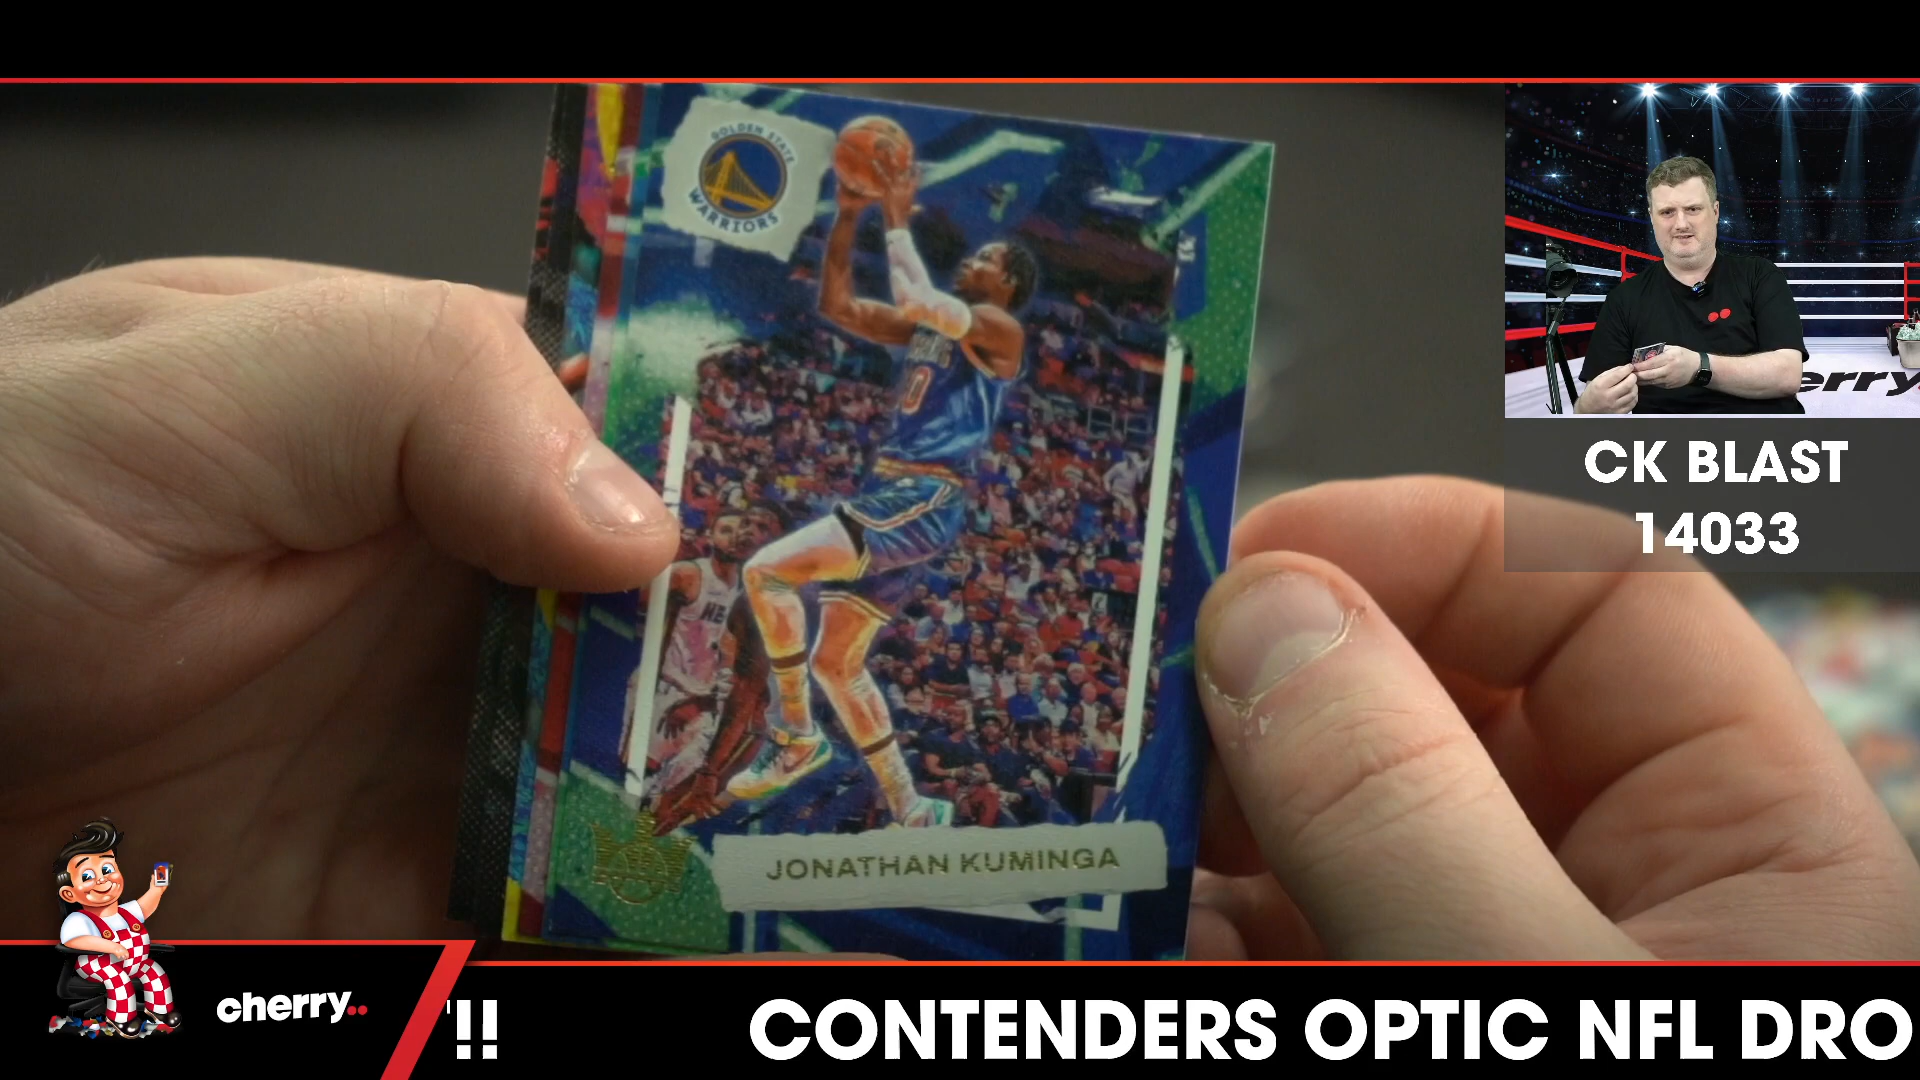 GOLDEN STATE
WARRIORS
JONATHAN KUMINGA
CK BLAST
14033
erry
cherry..
'!!
CONTENDERS OPTIC NFL DRO